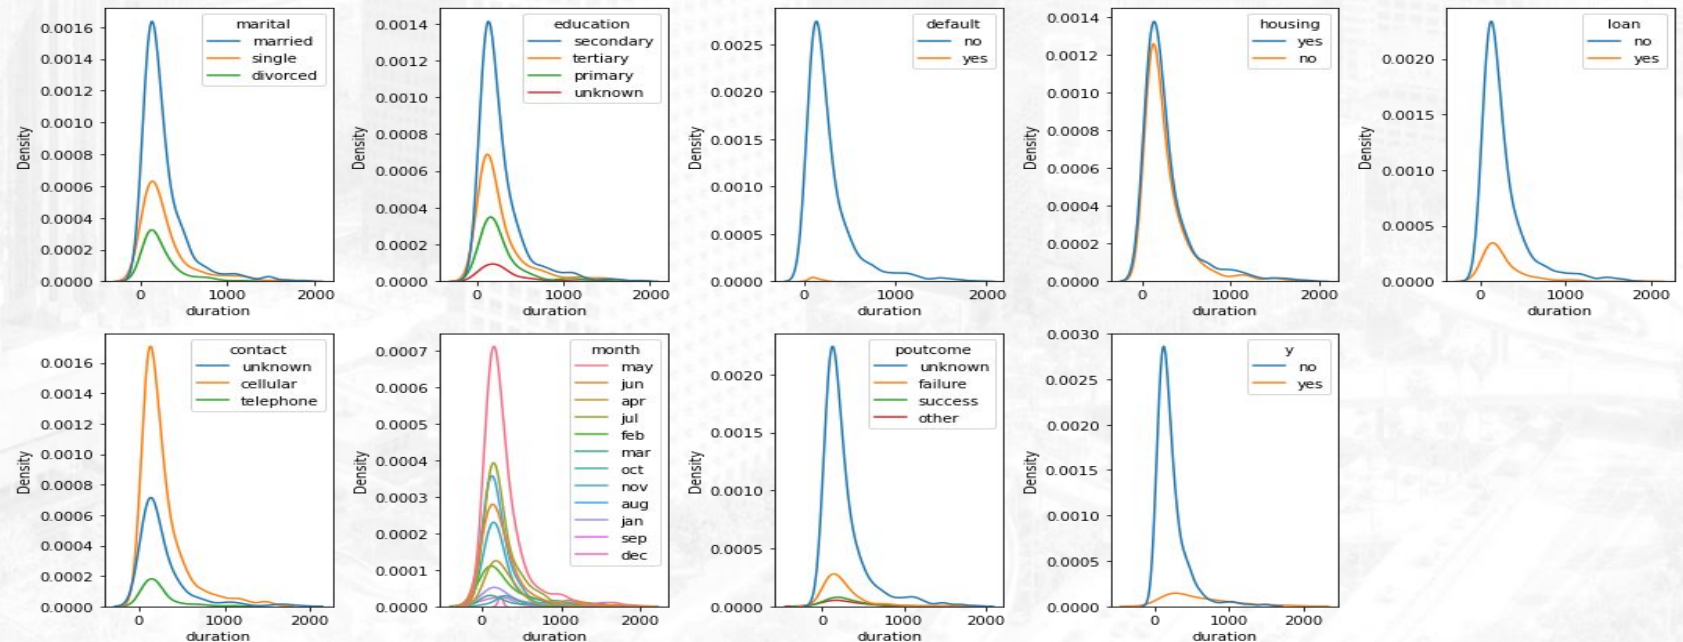 marital
married
single
divorced
0.0016
0.0014
0.0012
0.0010
0.0008
0.0006
0.0004
0.0002
0.0000
Density
0 1000 2000
duration
education
secondary
tertiary
primary
unknown
0.0014
0.0012
0.0010
0.0008
0.0006
0.0004
0.0002
0.0000
Density
0 1000 2000
duration
default
no
yes
0.0025
0.0020
0.0015
0.0010
0.0005
0.0000
Density
0 1000 2000
duration
housing
yes
no
0.0014
0.0012
0.0010
0.0008
0.0006
0.0004
0.0002
0.0000
Density
0 1000 2000
duration
loan
no
yes
0.0020
0.0015
0.0010
0.0005
0.0000
Density
0 1000 2000
duration
contact
unknown
cellular
telephone
0.0016
0.0014
0.0012
0.0010
0.0008
0.0006
0.0004
0.0002
0.0000
Density
0 1000 2000
duration
month
may
jun
apr
jul
feb
mar
oct
nov
aug
jan
sep
dec
0.0007
0.0006
0.0005
0.0004
0.0003
0.0002
0.0001
0.0000
Density
0 1000 2000
duration
poutcome
unknown
failure
success
other
0.0020
0.0015
0.0010
0.0005
0.0000
Density
0 1000 2000
duration
y
no
yes
0.0030
0.0025
0.0020
0.0015
0.0010
0.0005
0.0000
Density
0 1000 2000
duration